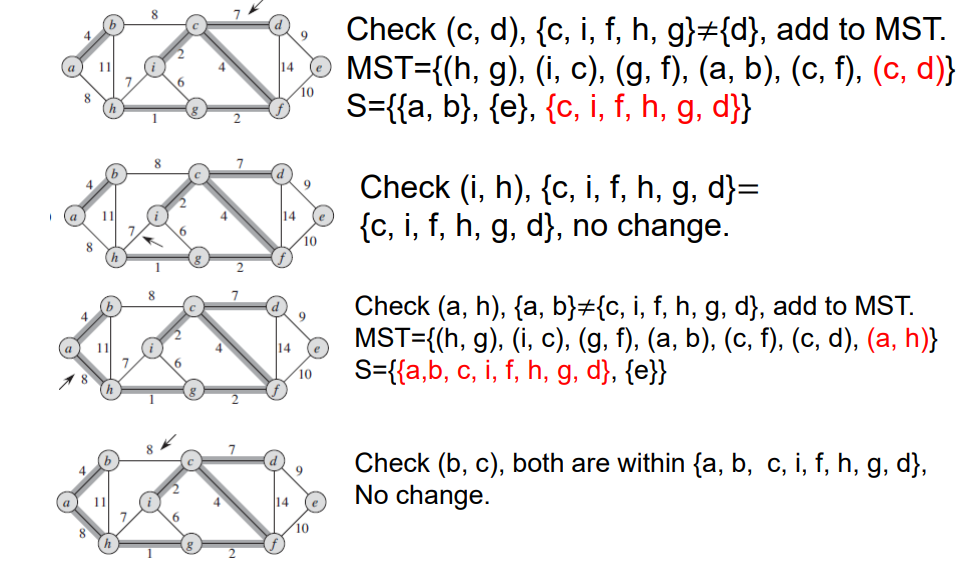 Check (c, d), {c, i, f, h, g}≠{d}, add to MST.
MST={(h, g), (i, c), (g, f), (a, b), (c, f), (c, d)}
S={{a, b}, {e}, {c, i, f, h, g, d}}
8
7
b
c
d
4
9
2
a
11
i
4
14
e
7
6
8
10
h
g
f
1
2
Check (i, h), {c, i, f, h, g, d}=
{c, i, f, h, g, d}, no change.
8
7
b
c
d
4
9
2
a
11
i
4
14
e
7
6
8
10
h
g
f
1
2
Check (a, h), {a, b}≠{c, i, f, h, g, d}, add to MST.
MST={(h, g), (i, c), (g, f), (a, b), (c, f), (c, d), (a, h)}
S={{a,b, c, i, f, h, g, d}, {e}}
8
7
b
c
d
4
9
2
a
11
i
4
14
e
7
6
8
10
h
g
f
1
2
Check (b, c), both are within {a, b, c, i, f, h, g, d},
No change.
8
7
b
c
d
4
9
2
a
11
i
4
14
e
7
6
8
10
h
g
f
1
2